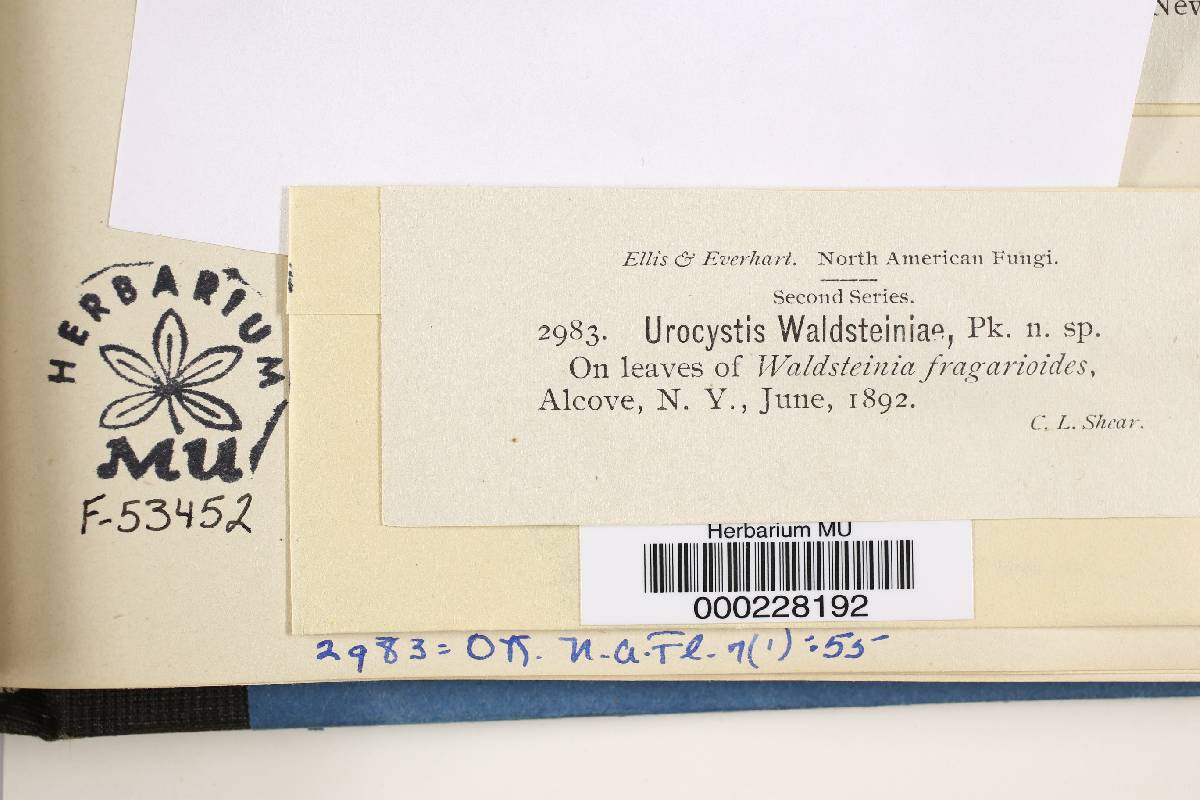 HERBARIUM
MU
F-53452
Ellis & Everhart. North American Fungi.
Second Series.
2983. Urocystis Waldsteiniae, Pk. n. sp.
On leaves of Waldsteinia fragarioides,
Alcove, N. Y., June, 1892.
C. L. Shear.
Herbarium MU
000228192
2983= OK. N.A.Fl. 7(1):55